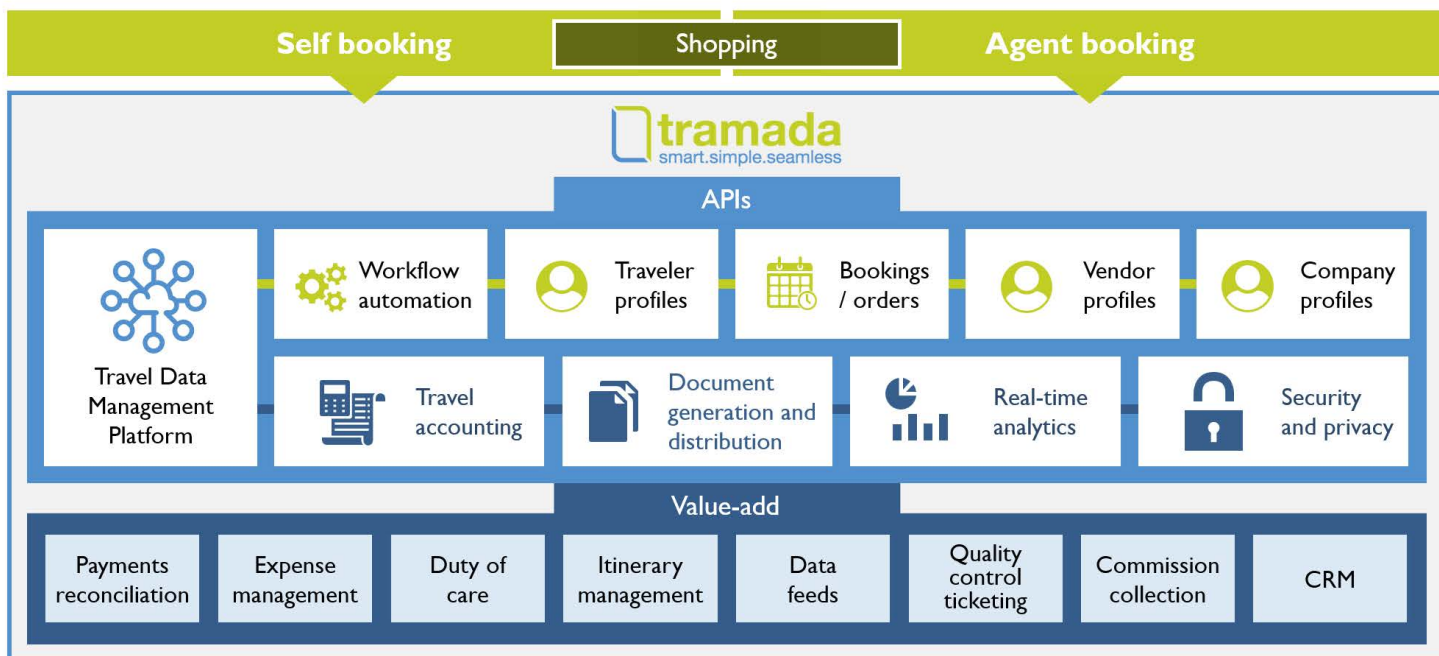 Self booking
Shopping
Agent booking
tramada
smart.simple.seamless
APIs
Travel Data
Management
Platform
Workflow
automation
Traveler
profiles
Bookings
/ orders
Vendor
profiles
Company
profiles
Travel
accounting
Document
generation and
distribution
Real-time
analytics
Security
and privacy
Value-add
Payments
reconciliation
Expense
management
Duty of
care
Itinerary
management
Data
feeds
Quality
control
ticketing
Commission
collection
CRM